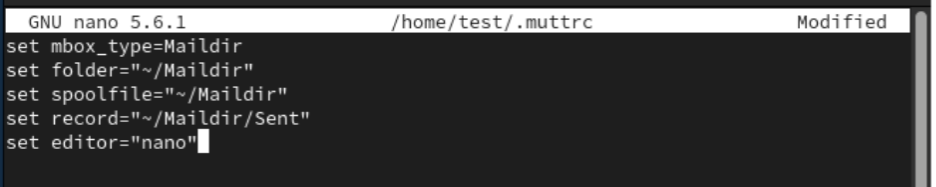 GNU nano 5.6.1 /home/test/.muttrc Modified
set mbox_type=Maildir
set folder="~/Maildir"
set spoolfile="~/Maildir"
set record="~/Maildir/Sent"
set editor="nano"